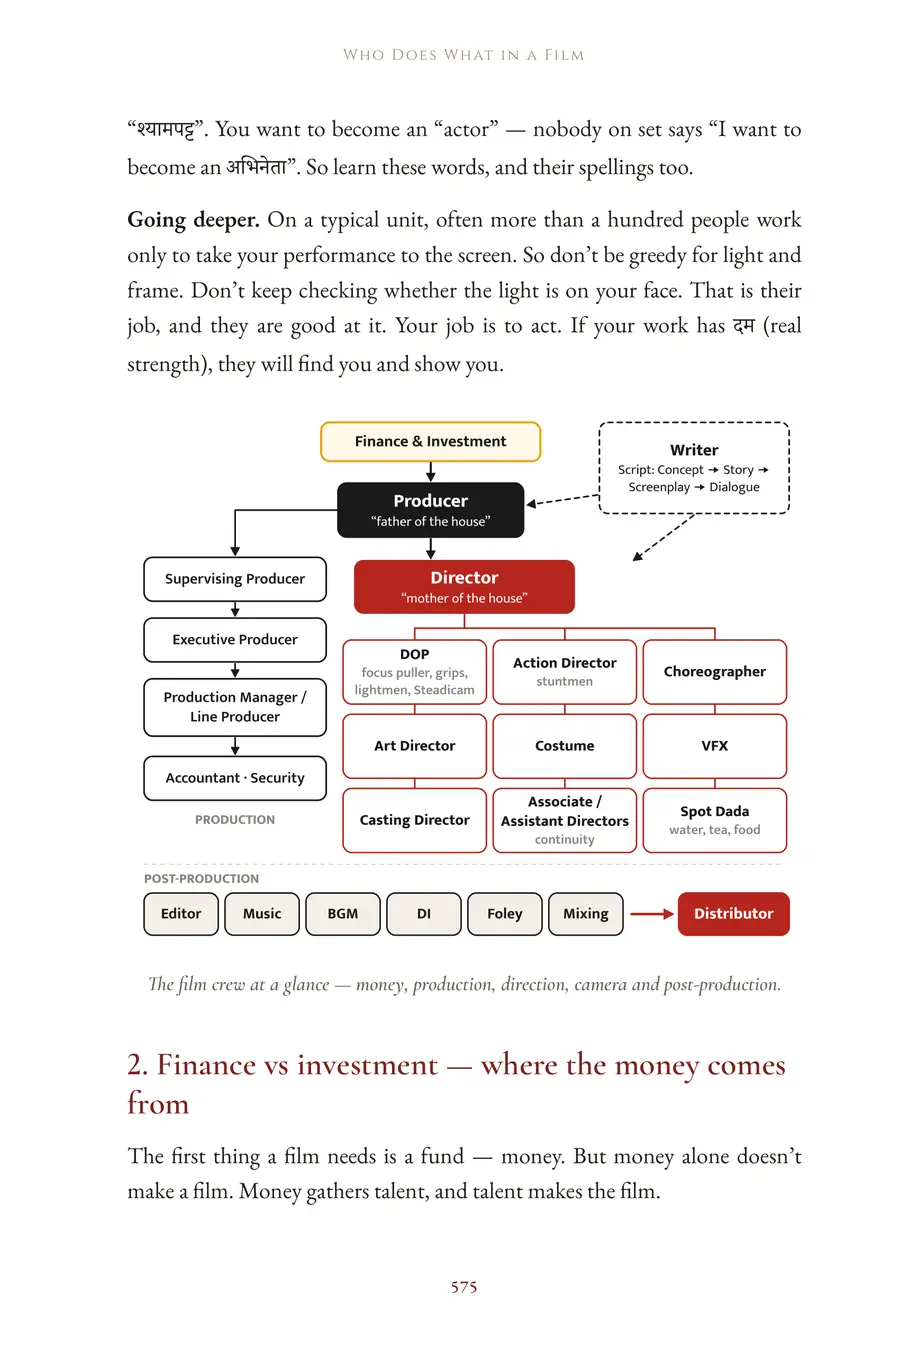 WHO DOES WHAT IN A FILM
“श्यामपट्ट”. You want to become an “actor” — nobody on set says “I want to
become an अभिनेता”. So learn these words, and their spellings too.
Going deeper. On a typical unit, often more than a hundred people work
only to take your performance to the screen. So don’t be greedy for light and
frame. Don’t keep checking whether the light is on your face. That is their
job, and they are good at it. Your job is to act. If your work has दम (real
strength), they will find you and show you.
Finance & Investment
Writer
Script: Concept → Story →
Screenplay → Dialogue
Producer
“father of the house”
Director
“mother of the house”
Supervising Producer
Executive Producer
Production Manager /
Line Producer
Accountant · Security
PRODUCTION
DOP
focus puller, grips,
lightmen, Steadicam
Action Director
stuntmen
Choreographer
Art Director
Costume
VFX
Casting Director
Associate /
Assistant Directors
continuity
Spot Dada
water, tea, food
POST-PRODUCTION
Editor
Music
BGM
DI
Foley
Mixing
Distributor
The film crew at a glance — money, production, direction, camera and post-production.
2. Finance vs investment — where the money comes
from
The first thing a film needs is a fund — money. But money alone doesn’t
make a film. Money gathers talent, and talent makes the film.
575